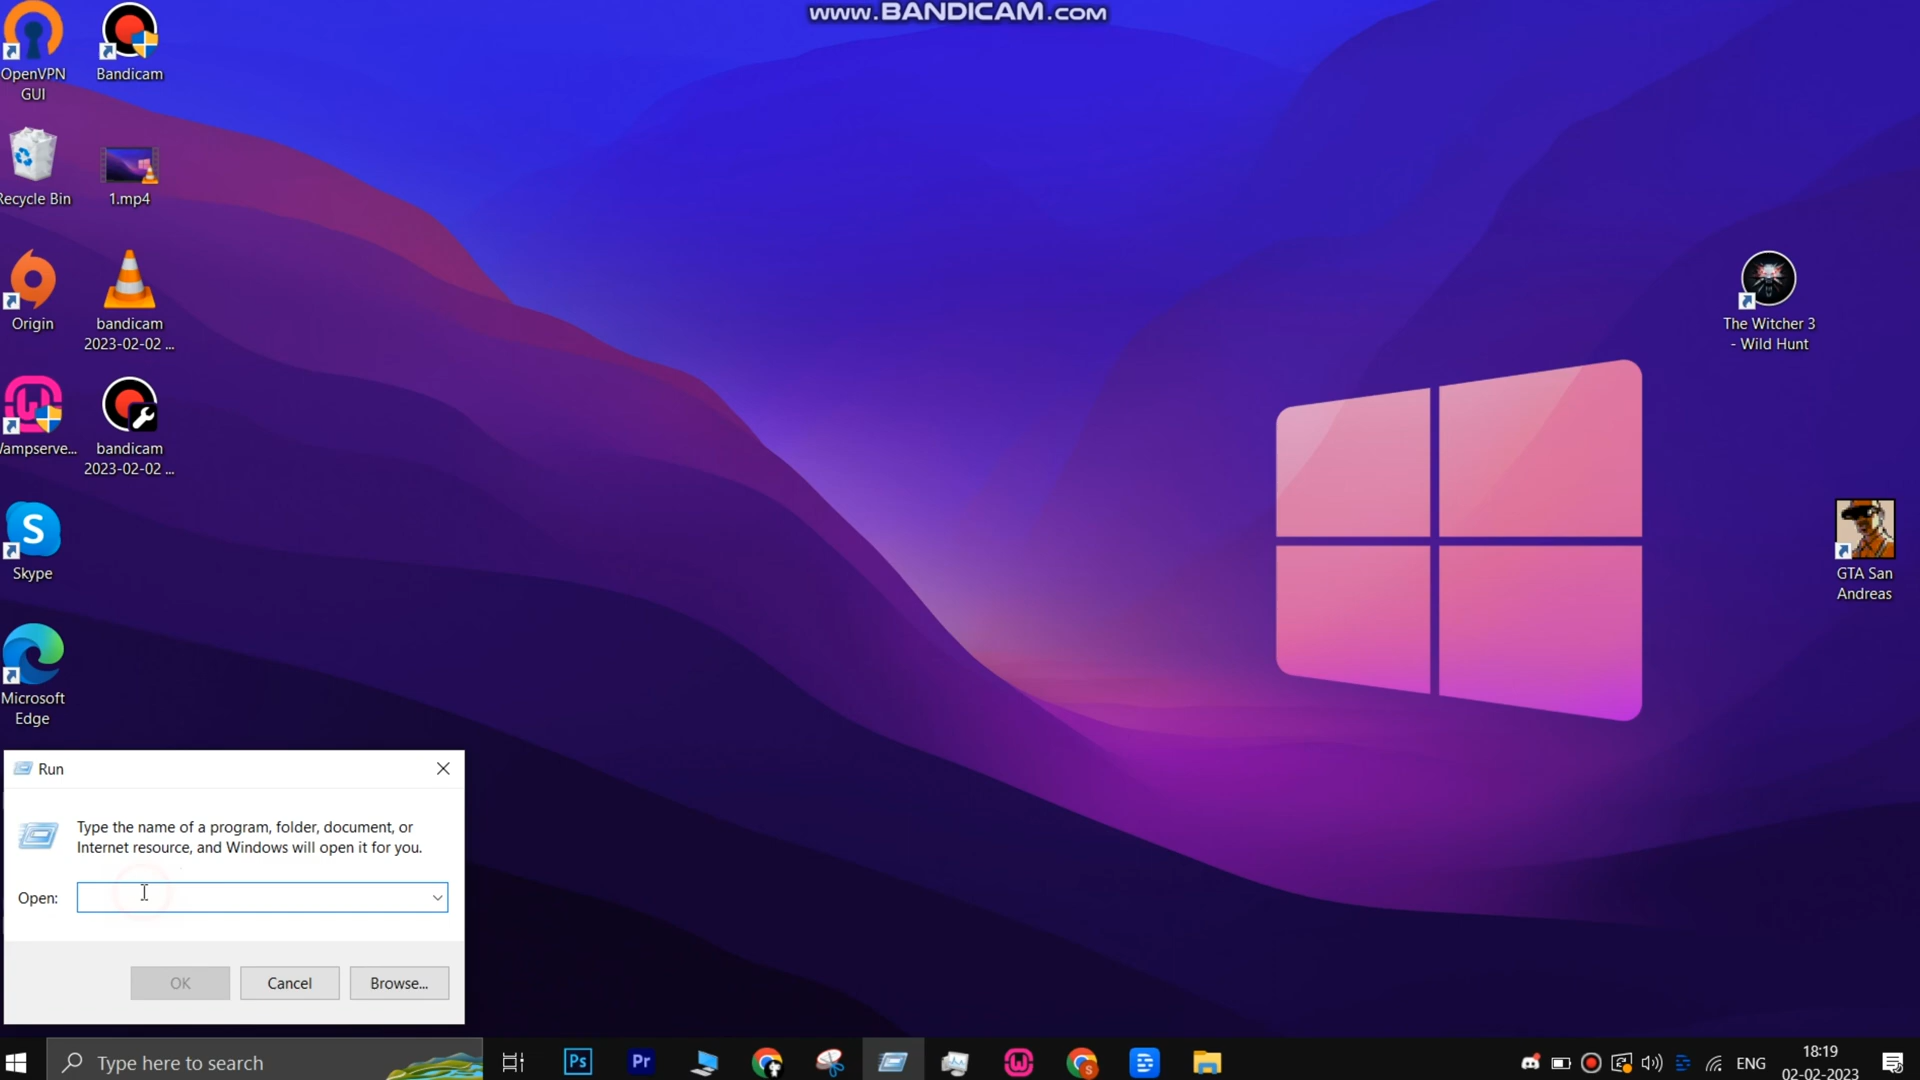 www.BANDICAM.com
OpenVPN
GUI
Bandicam
Recycle Bin
1.mp4
Origin
bandicam
2023-02-02 ...
Wampserve...
bandicam
2023-02-02 ...
Skype
Microsoft
Edge
The Witcher 3
- Wild Hunt
GTA San
Andreas
Run
Type the name of a program, folder, document, or
Internet resource, and Windows will open it for you.
Open:
OK
Cancel
Browse...
Type here to search
Ps
Pr
ENG
18:19
02-02-2023